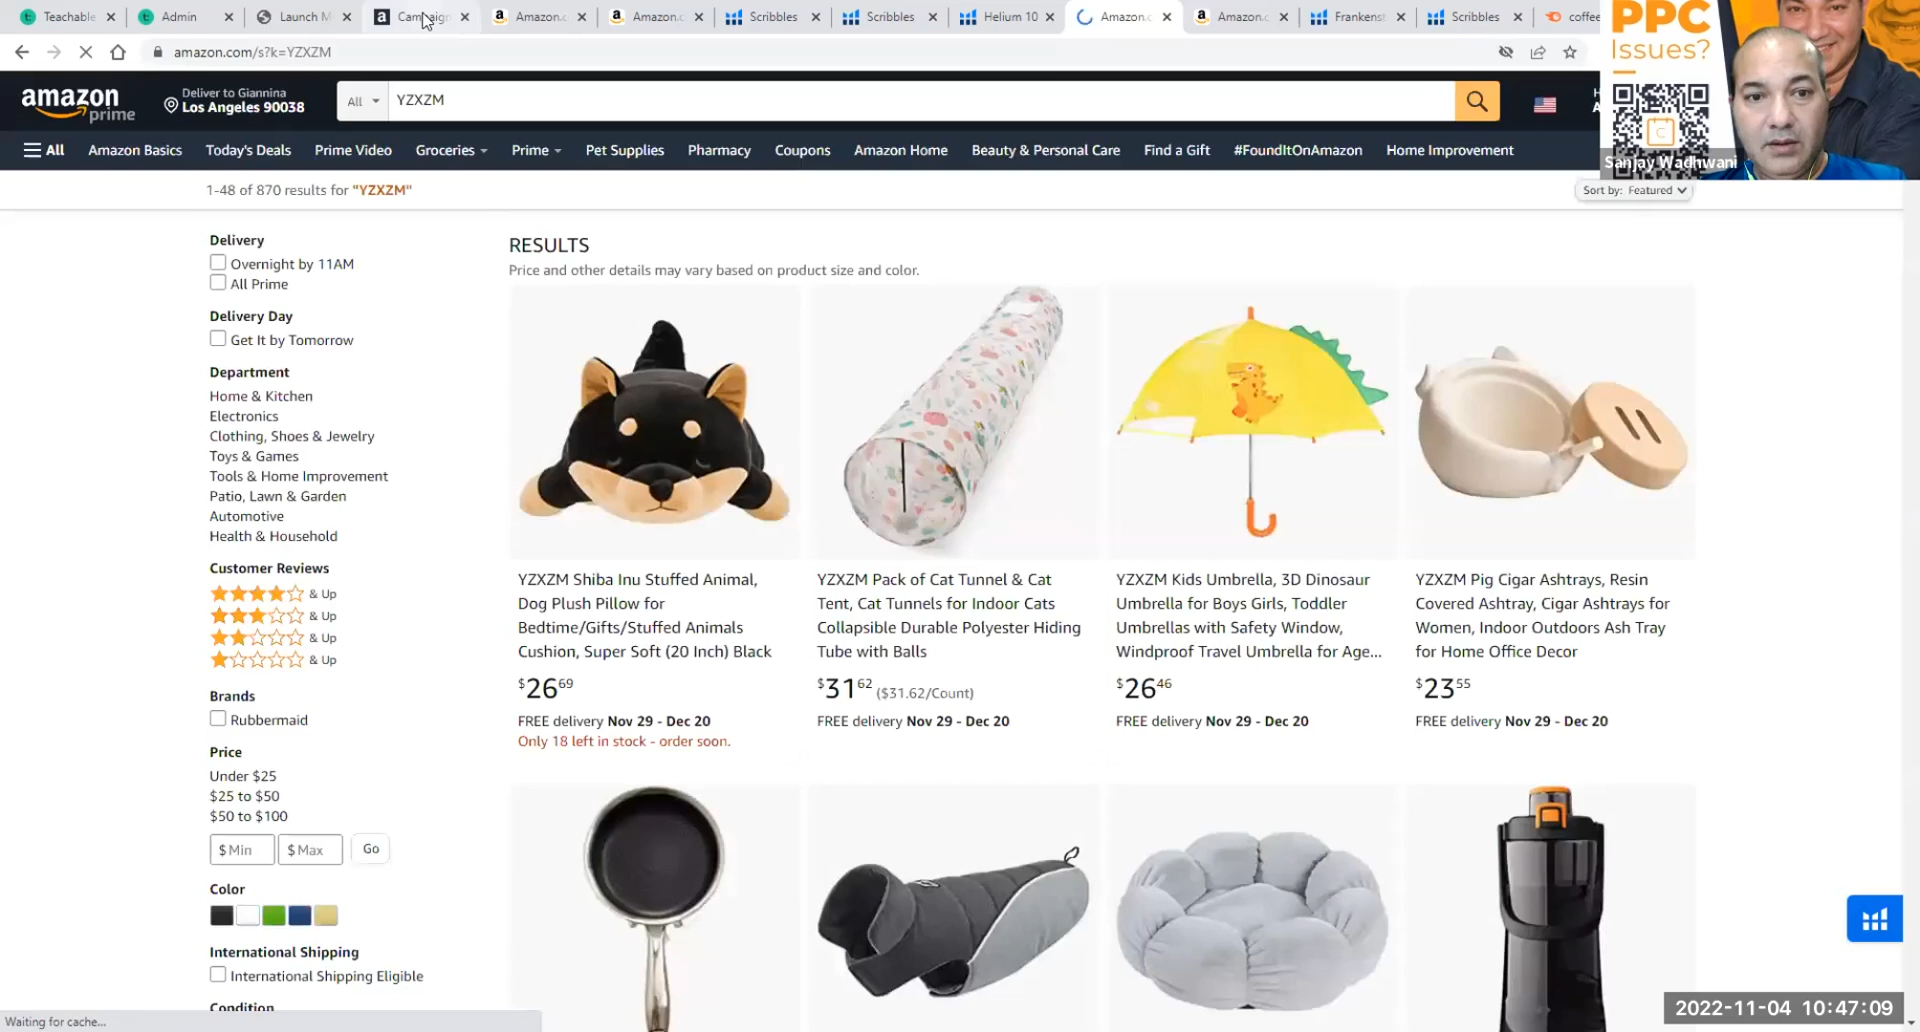 Teachable
Admin
Launch M
Campaign
Amazon.c
Amazon.c
Scribbles
Scribbles
Helium 10
Amazon.c
Amazon.c
Frankenst
Scribbles
coffee
amazon.com/s?k=YZXZM
PPC
Issues?
Sanjay Wadhwani
amazon
prime
Deliver to Giannina
Los Angeles 90038
All
YZXZM
All
Amazon Basics
Today's Deals
Prime Video
Groceries
Prime
Pet Supplies
Pharmacy
Coupons
Amazon Home
Beauty & Personal Care
Find a Gift
#FoundItOnAmazon
Home Improvement
1-48 of 870 results for "YZXZM"
Sort by: Featured
Delivery
Overnight by 11AM
All Prime
Delivery Day
Get It by Tomorrow
Department
Home & Kitchen
Electronics
Clothing, Shoes & Jewelry
Toys & Games
Tools & Home Improvement
Patio, Lawn & Garden
Automotive
Health & Household
Customer Reviews
& Up
& Up
& Up
& Up
Brands
Rubbermaid
Price
Under $25
$25 to $50
$50 to $100
$ Min
$ Max
Go
Color
International Shipping
International Shipping Eligible
Condition
RESULTS
Price and other details may vary based on product size and color.
YZXZM Shiba Inu Stuffed Animal,
Dog Plush Pillow for
Bedtime/Gifts/Stuffed Animals
Cushion, Super Soft (20 Inch) Black
$26 69
FREE delivery Nov 29 - Dec 20
Only 18 left in stock - order soon.
YZXZM Pack of Cat Tunnel & Cat
Tent, Cat Tunnels for Indoor Cats
Collapsible Durable Polyester Hiding
Tube with Balls
$31 62 ($31.62/Count)
FREE delivery Nov 29 - Dec 20
YZXZM Kids Umbrella, 3D Dinosaur
Umbrella for Boys Girls, Toddler
Umbrellas with Safety Window,
Windproof Travel Umbrella for Age...
$26 46
FREE delivery Nov 29 - Dec 20
YZXZM Pig Cigar Ashtrays, Resin
Covered Ashtray, Cigar Ashtrays for
Women, Indoor Outdoors Ash Tray
for Home Office Decor
$23 55
FREE delivery Nov 29 - Dec 20
Waiting for cache...
2022-11-04 10:47:09